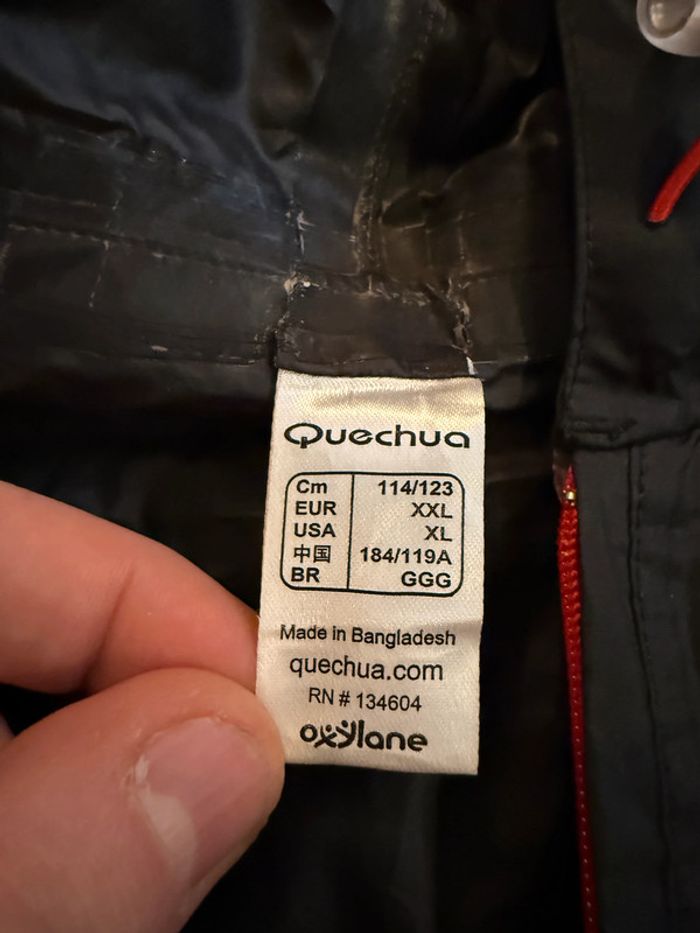 Quechua
Cm 114/123
EUR XXL
USA XL
中国 184/119A
BR GGG
Made in Bangladesh
quechua.com
RN # 134604
oxylane